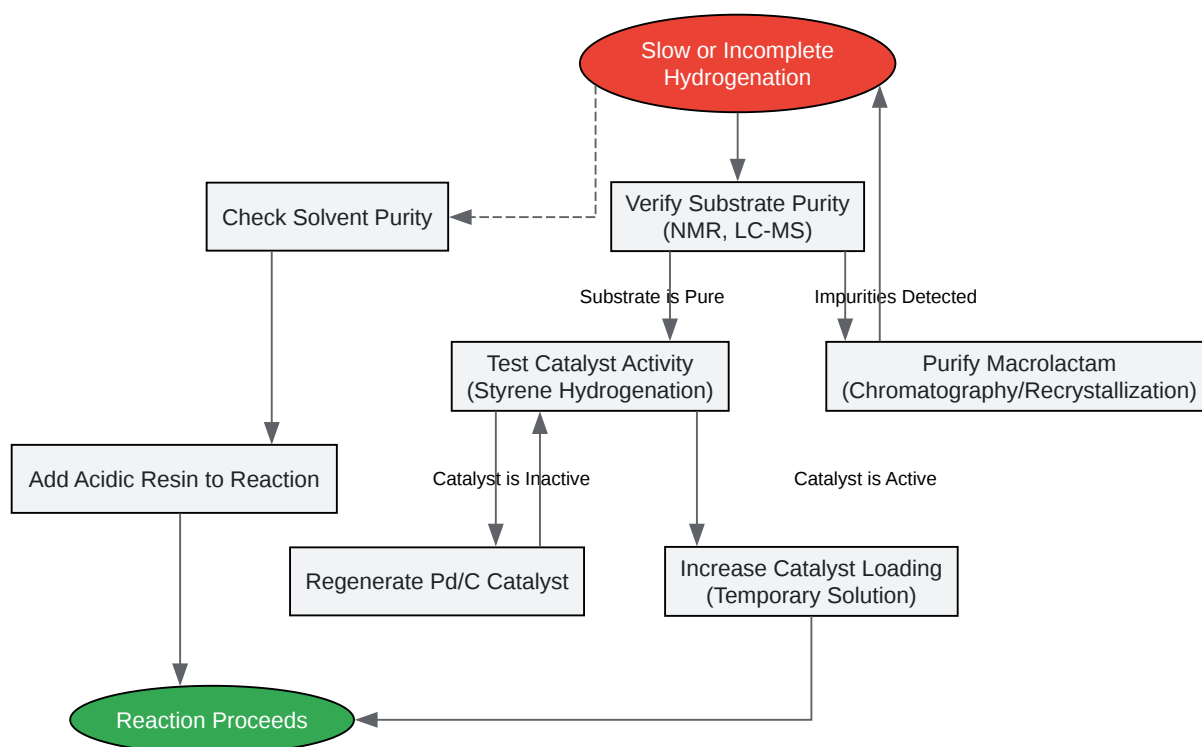 Slow or Incomplete
Hydrogenation
Check Solvent Purity
Verify Substrate Purity
(NMR, LC-MS)
Substrate is Pure
Impurities Detected
Test Catalyst Activity
(Styrene Hydrogenation)
Purify Macrolactam
(Chromatography/Recrystallization)
Add Acidic Resin to Reaction
Catalyst is Inactive
Catalyst is Active
Regenerate Pd/C Catalyst
Increase Catalyst Loading
(Temporary Solution)
Reaction Proceeds